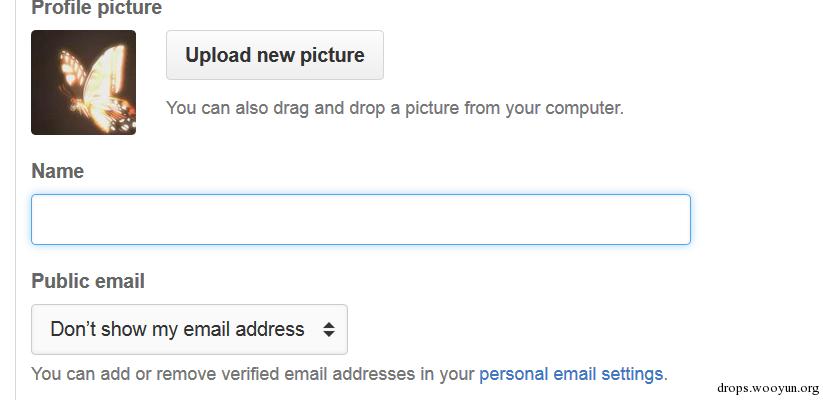 Profile picture
Upload new picture
You can also drag and drop a picture from your computer.
Name
Public email
Don’t show my email address
You can add or remove verified email addresses in your personal email settings.
drops.wooyun.org